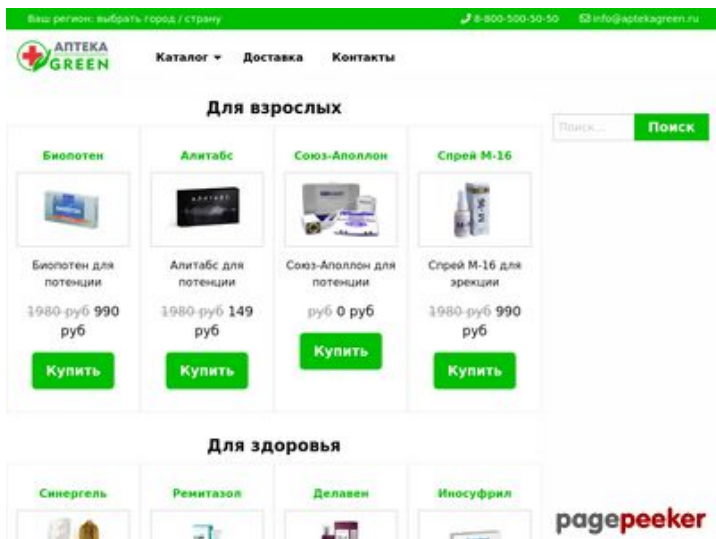 Ваш регион: выбрать город / страну
8-800-500-50-50
info@aptekagreen.ru
АПТЕКА
GREEN
Каталог
Доставка
Контакты
Для взрослых
Поиск...
Поиск
Биопотен
Алитабс
Союз-Аполлон
Спрей М-16
АЛИТАБС
М-16
Биопотен для
потенции
Алитабс для
потенции
Союз-Аполлон для
потенции
Спрей М-16 для
эрекции
1980 руб 990
руб
1980 руб 149
руб
руб 0 руб
1980 руб 990
руб
Купить
Купить
Купить
Купить
Для здоровья
Синергель
Ремитазол
Делавен
Иносуфрил
pagepeeker